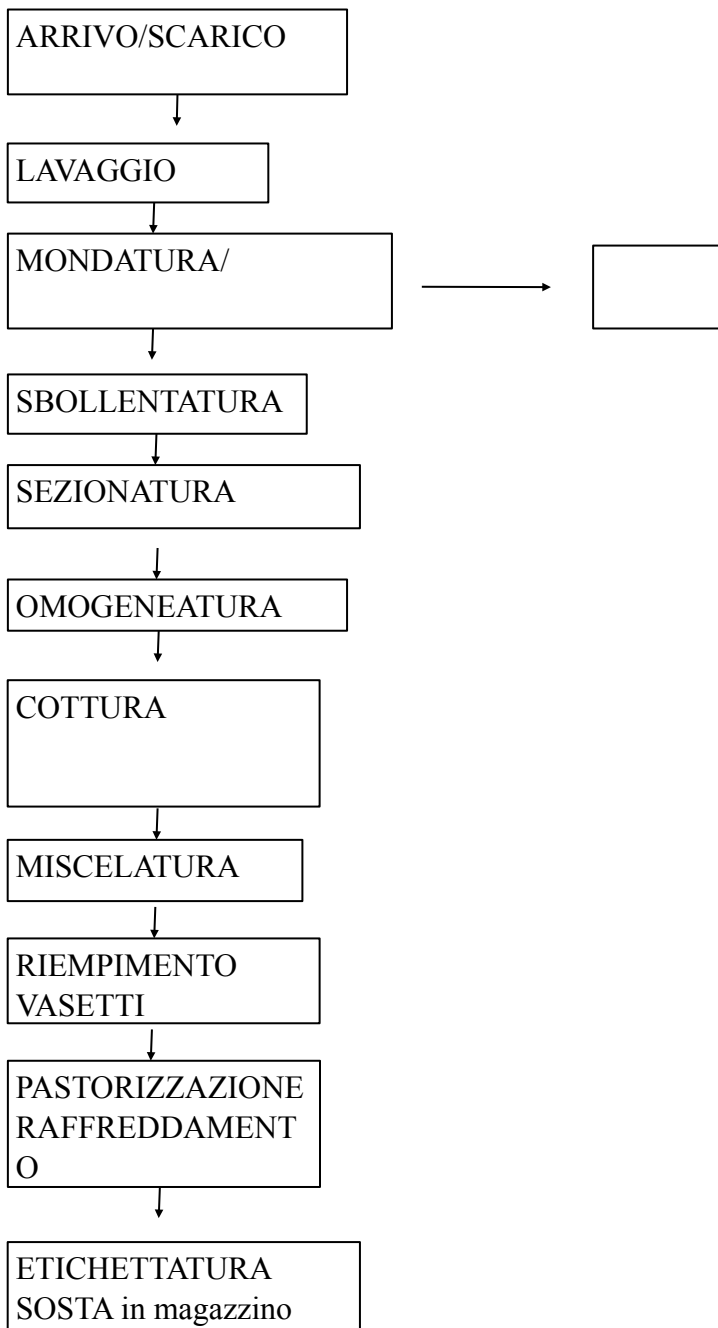 ARRIVO/SCARICO
LAVAGGIO
MONDATURA/
SBOLLENTATURA
SEZIONATURA
OMOGENEATURA
COTTURA
MISCELATURA
RIEMPIMENTO
VASETTI
PASTORIZZAZIONE
RAFFREDDAMENT
O
ETICHETTATURA
SOSTA in magazzino